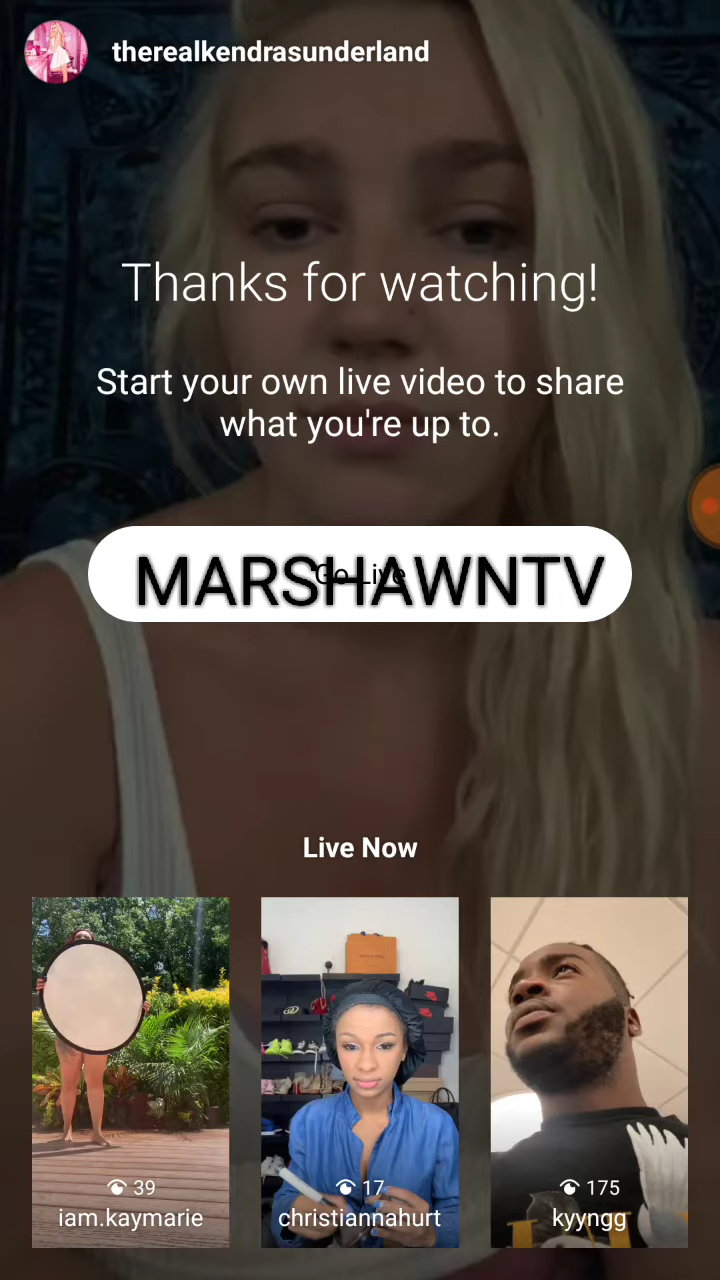 therealkendrasunderland
Thanks for watching!
Start your own live video to share
what you're up to.
Go Live
MARSHAWNTV
Live Now
39
iam.kaymarie
17
christiannahurt
175
kyyngg